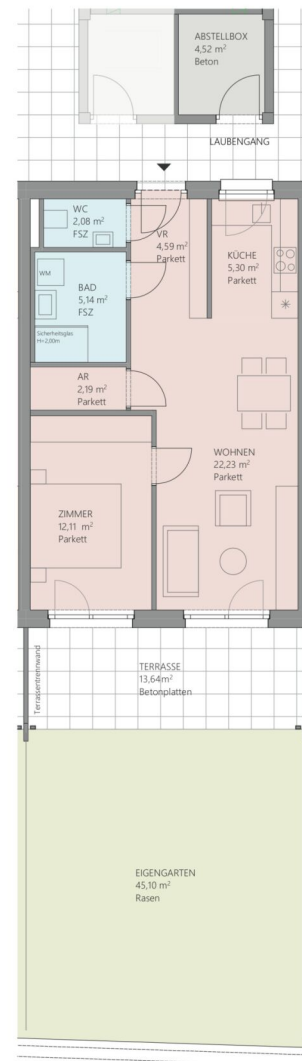 ABSTELLBOX
4,52 m²
Beton
LAUBENGANG
WC
2,08 m²
FSZ
VR
4,59 m²
Parkett
KÜCHE
5,30 m²
Parkett
WM
BAD
5,14 m²
FSZ
Sicherheitsglas
H=2,00m
AR
2,19 m²
Parkett
WOHNEN
22,23 m²
Parkett
ZIMMER
12,11 m²
Parkett
Terrassentrennwand
TERRASSE
13,64m²
Betonplatten
EIGENGARTEN
45,10 m²
Rasen